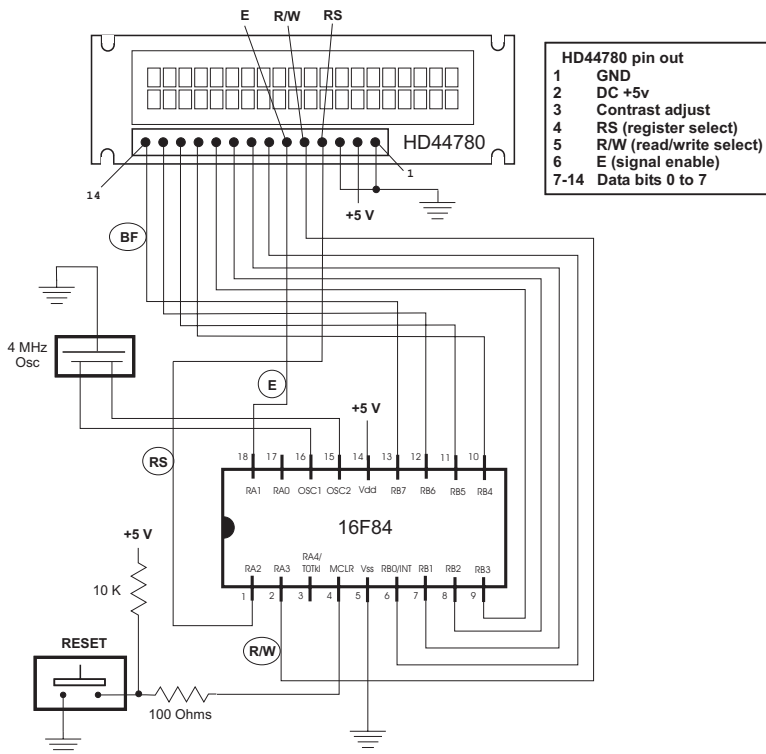 E R/W RS
HD44780
14
1
+5 V
HD44780 pin out
1 GND
2 DC +5v
3 Contrast adjust
4 RS (register select)
5 R/W (read/write select)
6 E (signal enable)
7-14 Data bits 0 to 7
BF
4 MHz
Osc
E
RS
+5 V
18 17 16 15 14 13 12 11 10
RA1 RA0 OSC1 OSC2 Vdd RB7 RB6 RB5 RB4
16F84
RA4/
RA2 RA3 T0Tkl MCLR Vss RB0/INT RB1 RB2 RB3
1 2 3 4 5 6 7 8 9
+5 V
10 K
RESET
R/W
100 Ohms